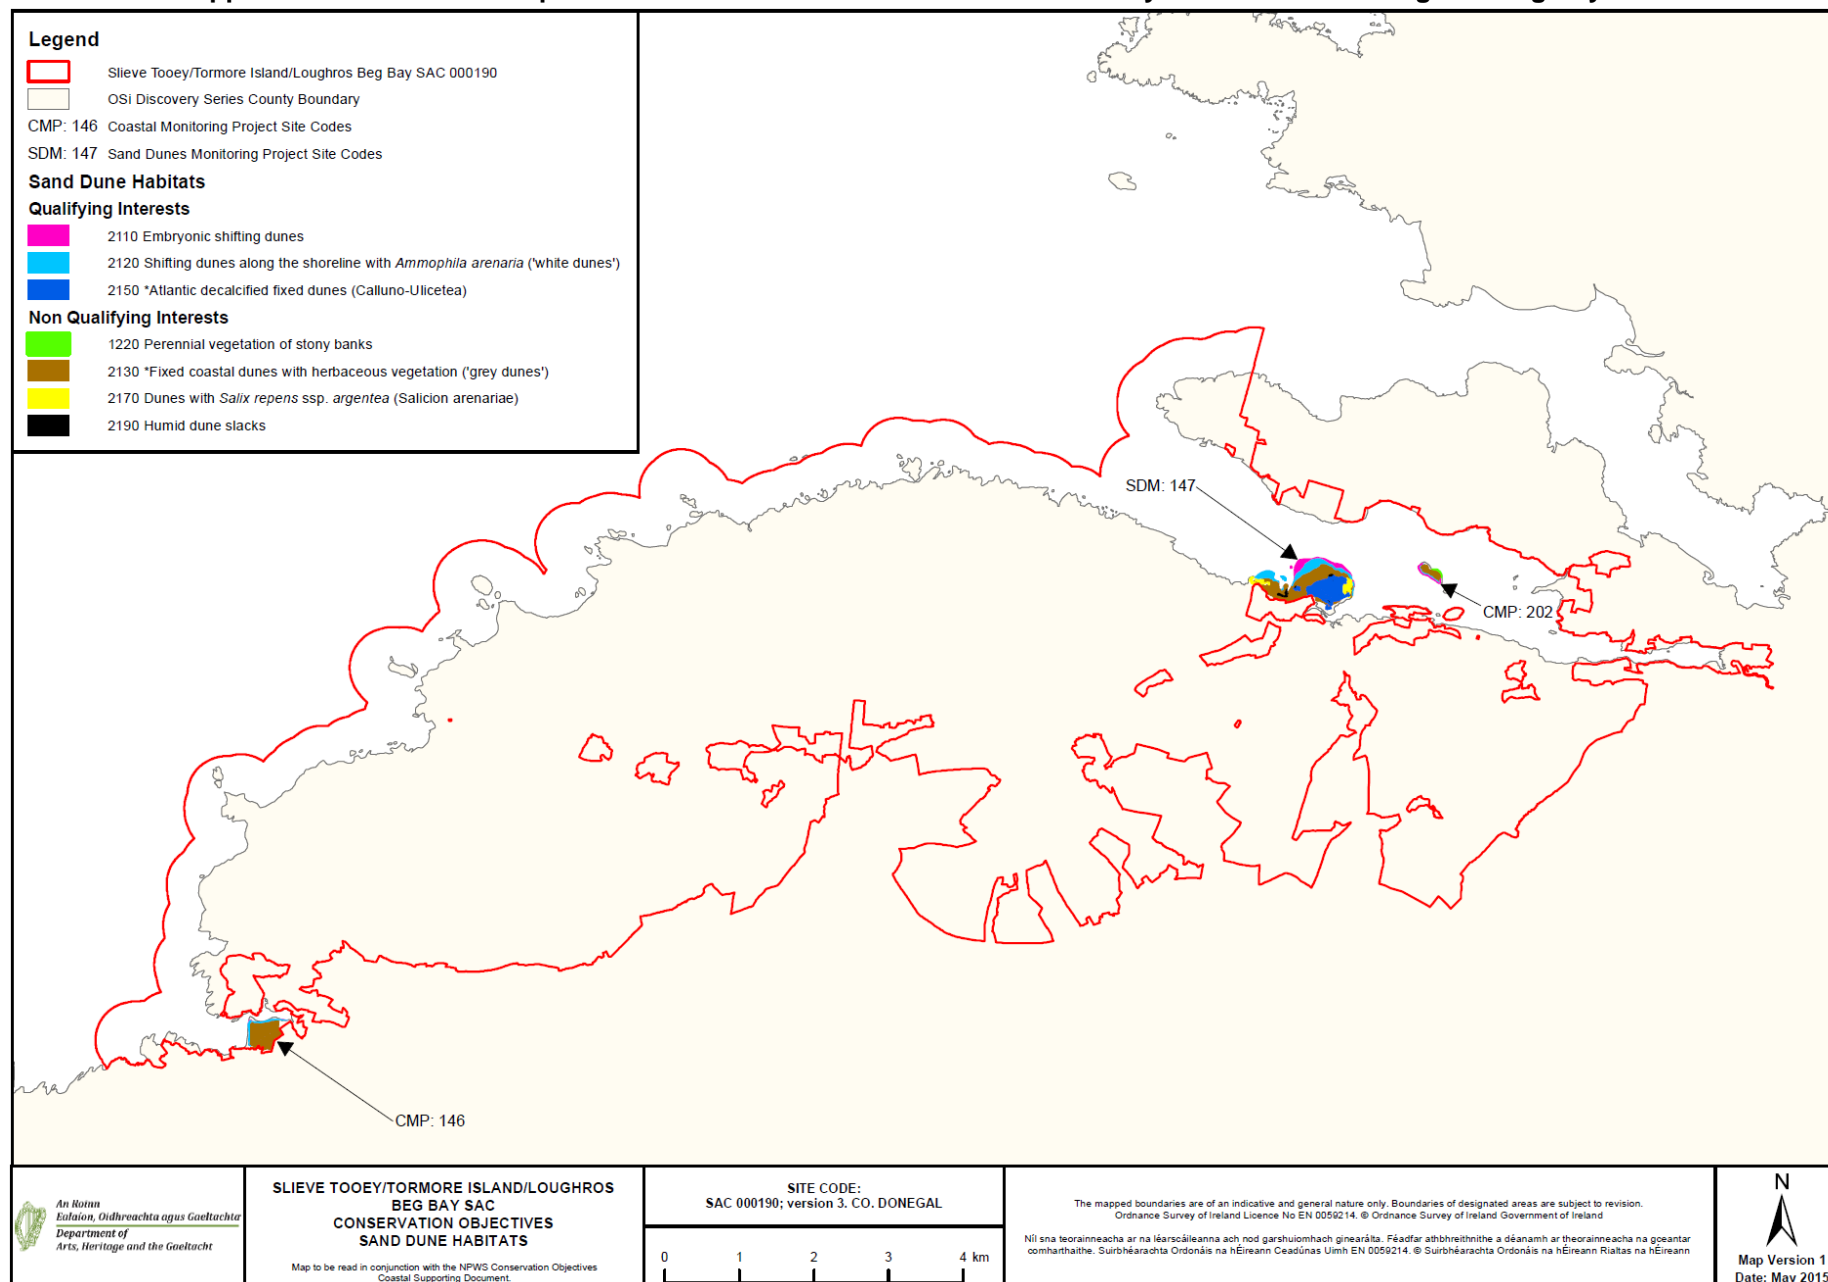 Legend
Slieve Tooey/Tormore Island/Loughros Beg Bay SAC 000190
OSi Discovery Series County Boundary
CMP: 146 Coastal Monitoring Project Site Codes
SDM: 147 Sand Dunes Monitoring Project Site Codes
Sand Dune Habitats
Qualifying Interests
2110 Embryonic shifting dunes
2120 Shifting dunes along the shoreline with Ammophila arenaria ('white dunes')
2150 *Atlantic decalcified fixed dunes (Calluno-Ulicetea)
Non Qualifying Interests
1220 Perennial vegetation of stony banks
2130 *Fixed coastal dunes with herbaceous vegetation ('grey dunes')
2170 Dunes with Salix repens ssp. argentea (Salicion arenariae)
2190 Humid dune slacks
SDM: 147
CMP: 202
CMP: 146
An Roinn
Ealaíon, Oidhreachta agus Gaeltachta
Department of
Arts, Heritage and the Gaeltacht
SLIEVE TOOEY/TORMORE ISLAND/LOUGHROS
BEG BAY SAC
CONSERVATION OBJECTIVES
SAND DUNE HABITATS
Map to be read in conjunction with the NPWS Conservation Objectives
Coastal Supporting Document.
SITE CODE:
SAC 000190; version 3. CO. DONEGAL
0 1 2 3 4 km
The mapped boundaries are of an indicative and general nature only. Boundaries of designated areas are subject to revision.
Ordnance Survey of Ireland Licence No EN 0059214. © Ordnance Survey of Ireland Government of Ireland
Níl sna teorainneacha ar na léarscáileanna ach nod garshuiomhach ginearálta. Féadfar athbhreithnithe a déanamh ar theorainneacha na gceantar
comharthaithe. Suirbhéarachta Ordonáis na hÉireann Ceadúnas Uimh EN 0059214. © Suirbhéarachta Ordonáis na hÉireann Rialtas na hÉireann
N
Map Version 1
Date: May 2015